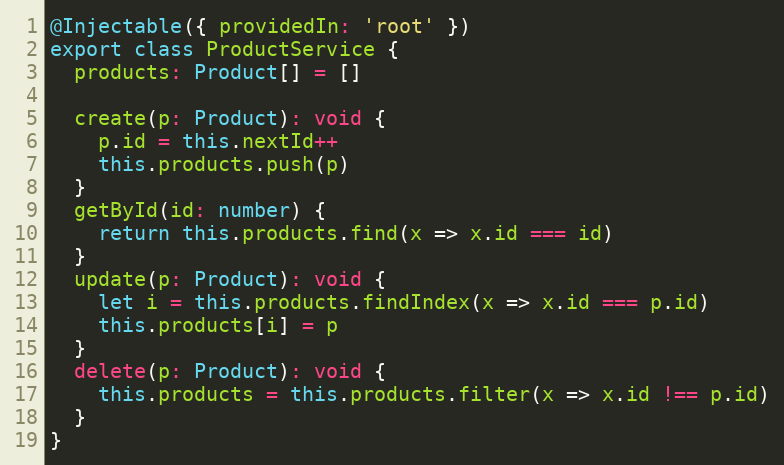 1 @Injectable({ providedIn: 'root' })
2 export class ProductService {
3   products: Product[] = []
4
5   create(p: Product): void {
6     p.id = this.nextId++
7     this.products.push(p)
8   }
9   getById(id: number) {
10     return this.products.find(x => x.id === id)
11   }
12   update(p: Product): void {
13     let i = this.products.findIndex(x => x.id === p.id)
14     this.products[i] = p
15   }
16   delete(p: Product): void {
17     this.products = this.products.filter(x => x.id !== p.id)
18   }
19 }